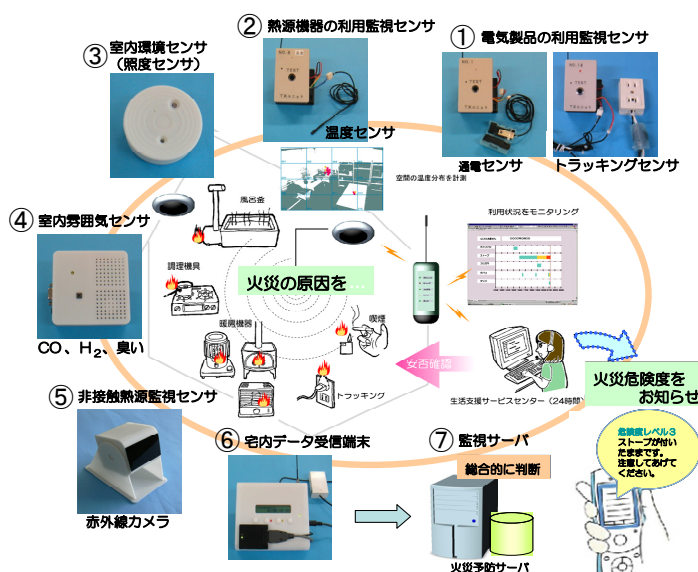 ② 熱源機器の利用監視センサ
① 電気製品の利用監視センサ
③ 室内環境センサ
(照度センサ)
TEST
TEST
TEST
温度センサ
通電センサ
トラッキングセンサ
空間の温度分布を計測
④ 室内雰囲気センサ
風呂釜
利用状況をモニタリング
調理機具
火災の原因を…
喫煙
暖房機器
CO、H₂、臭い
安否確認
トラッキング
生活支援サービスセンター(24時間)
火災危険度を
お知らせ
⑤ 非接触熱源監視センサ
⑥ 宅内データ受信端末
⑦ 監視サーバ
総合的に判断
危険度レベル3
ストーブが付い
たままです。
注意してあげて
ください。
赤外線カメラ
火災予防サーバ